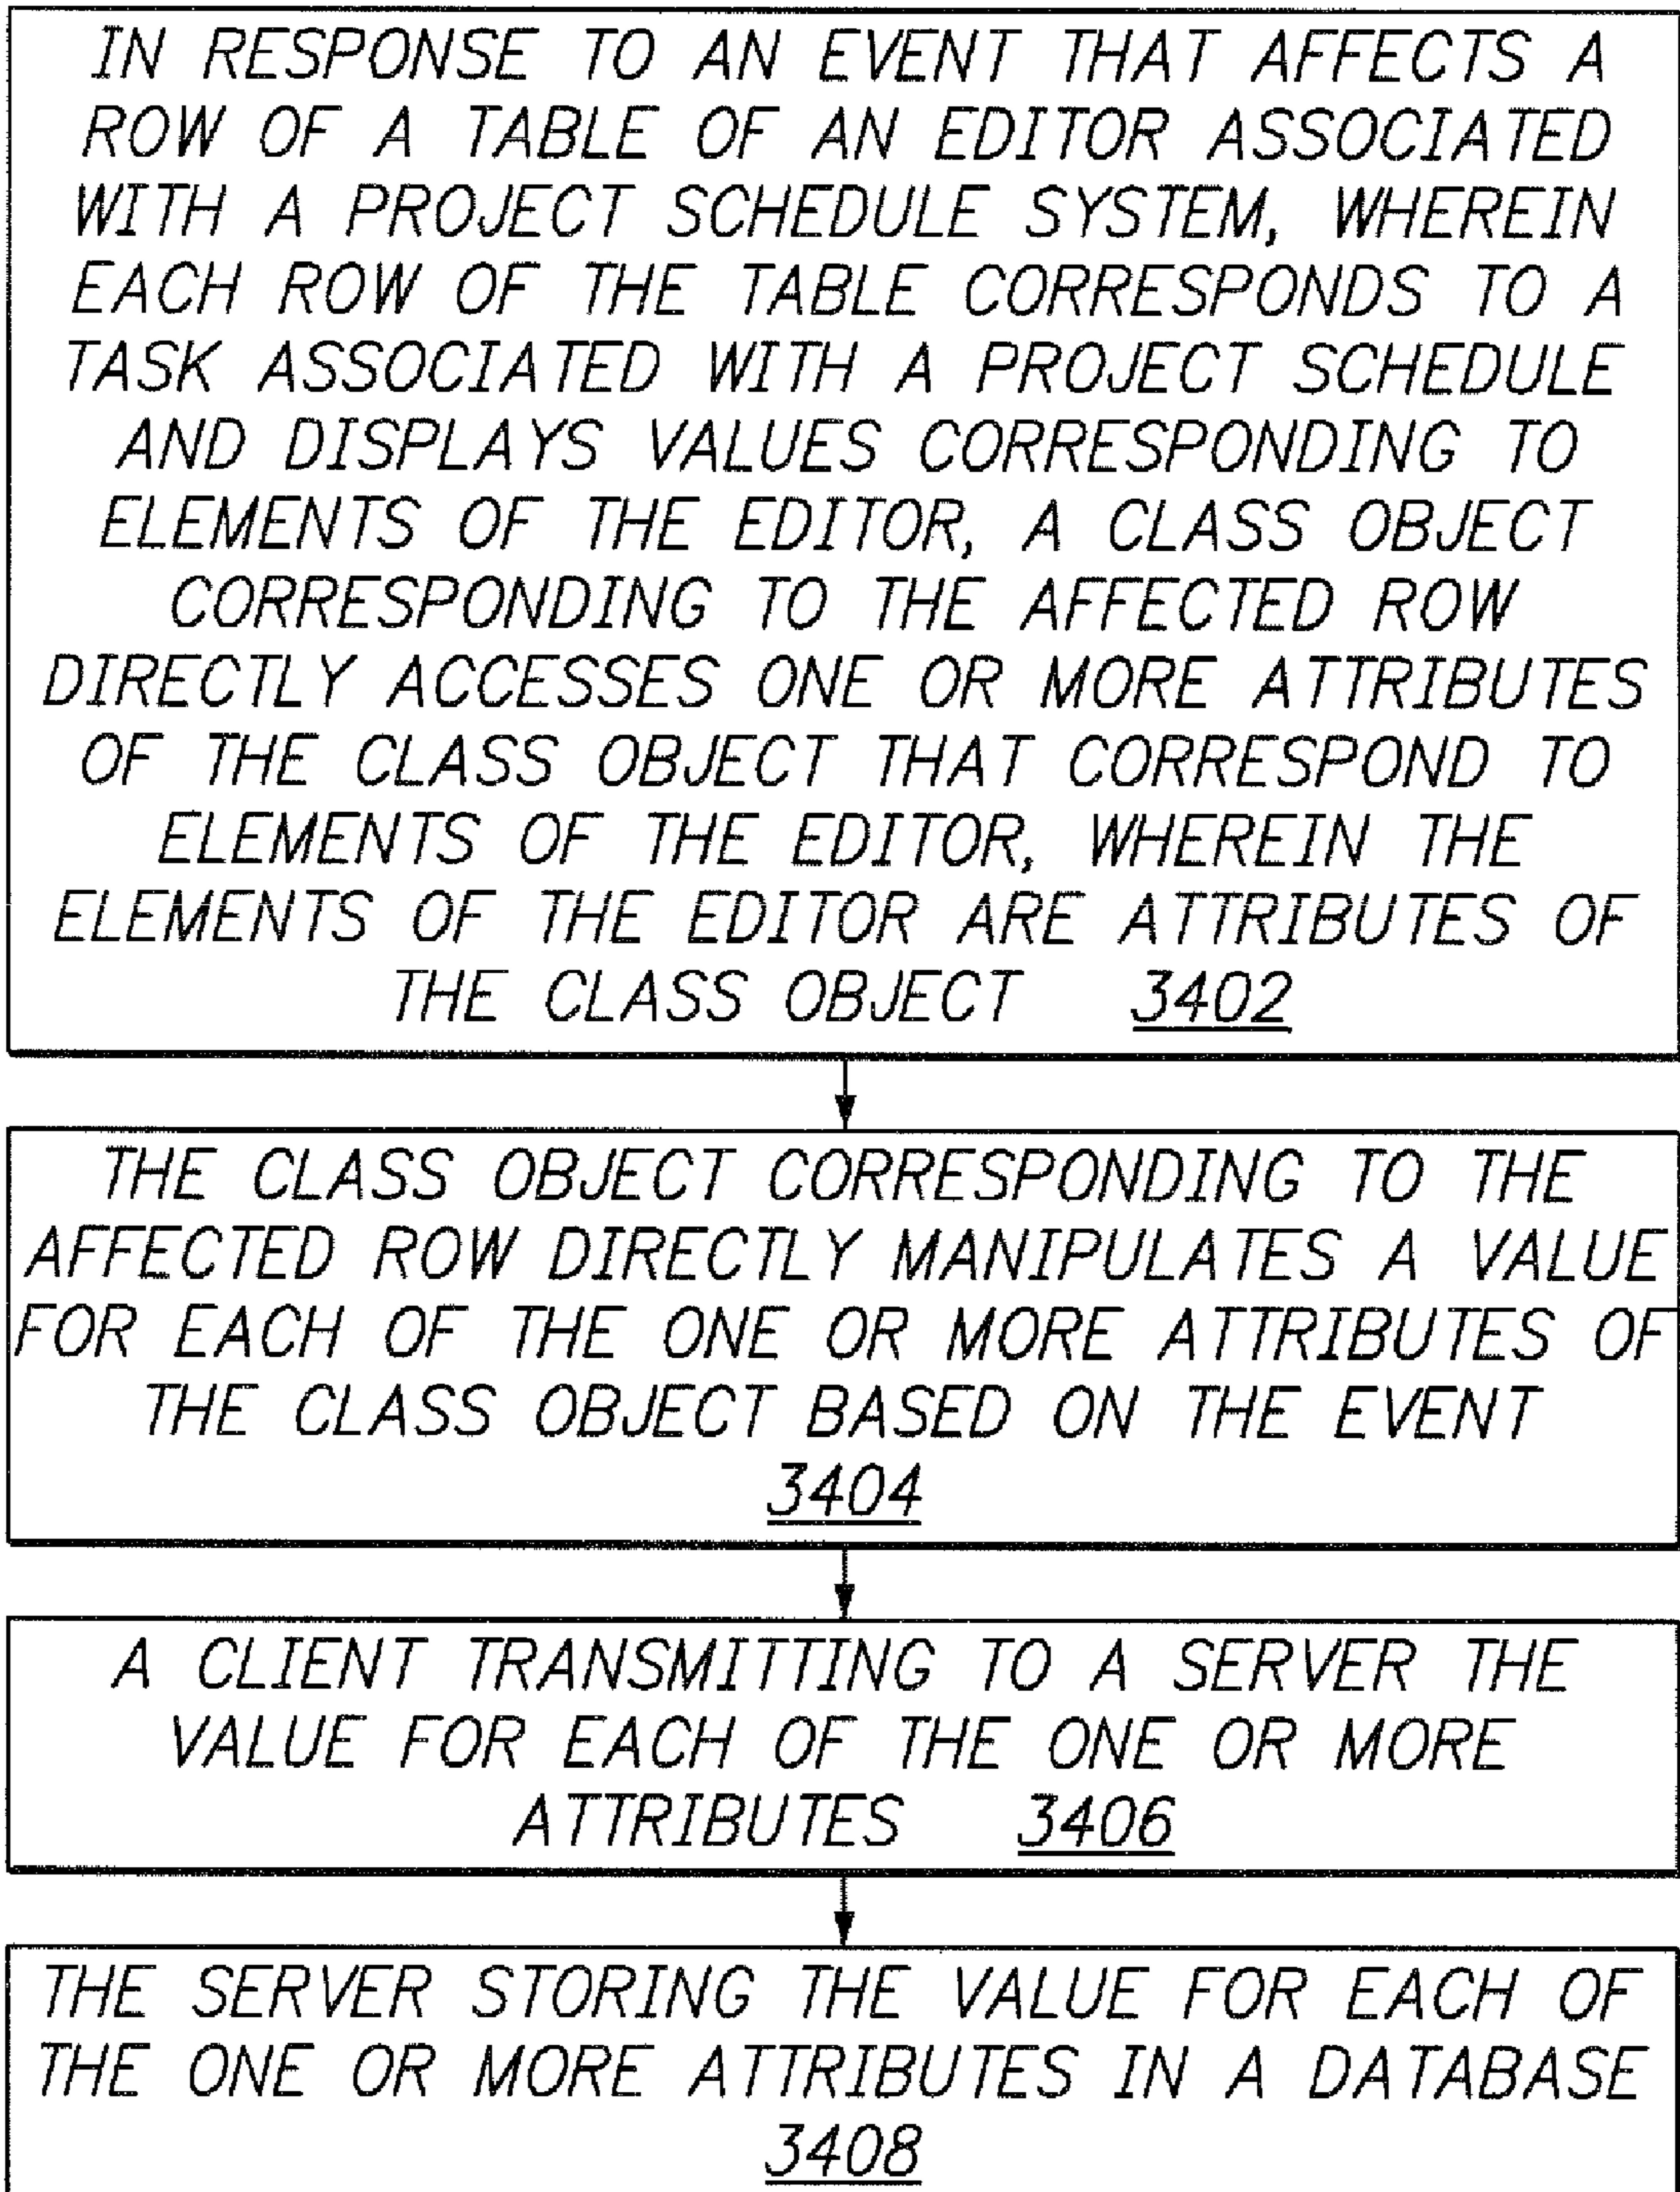 IN RESPONSE TO AN EVENT THAT AFFECTS A
ROW OF A TABLE OF AN EDITOR ASSOCIATED
WITH A PROJECT SCHEDULE SYSTEM, WHEREIN
EACH ROW OF THE TABLE CORRESPONDS TO A
TASK ASSOCIATED WITH A PROJECT SCHEDULE
AND DISPLAYS VALUES CORRESPONDING TO
ELEMENTS OF THE EDITOR, A CLASS OBJECT
CORRESPONDING TO THE AFFECTED ROW
DIRECTLY ACCESSES ONE OR MORE ATTRIBUTES
OF THE CLASS OBJECT THAT CORRESPOND TO
ELEMENTS OF THE EDITOR, WHEREIN THE
ELEMENTS OF THE EDITOR ARE ATTRIBUTES OF
THE CLASS OBJECT 3402
THE CLASS OBJECT CORRESPONDING TO THE
AFFECTED ROW DIRECTLY MANIPULATES A VALUE
FOR EACH OF THE ONE OR MORE ATTRIBUTES OF
THE CLASS OBJECT BASED ON THE EVENT
3404
A CLIENT TRANSMITTING TO A SERVER THE
VALUE FOR EACH OF THE ONE OR MORE
ATTRIBUTES 3406
THE SERVER STORING THE VALUE FOR EACH OF
THE ONE OR MORE ATTRIBUTES IN A DATABASE
3408